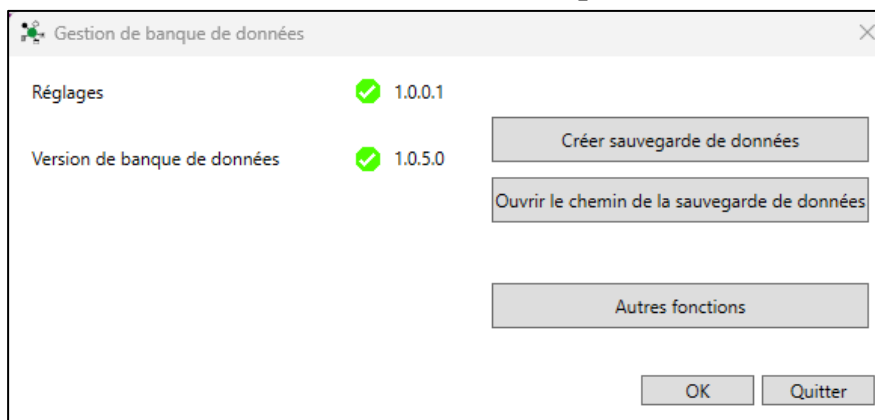 Gestion de banque de données
Réglages 1.0.0.1
Créer sauvegarde de données
Version de banque de données 1.0.5.0
Ouvrir le chemin de la sauvegarde de données
Autres fonctions
OK Quitter